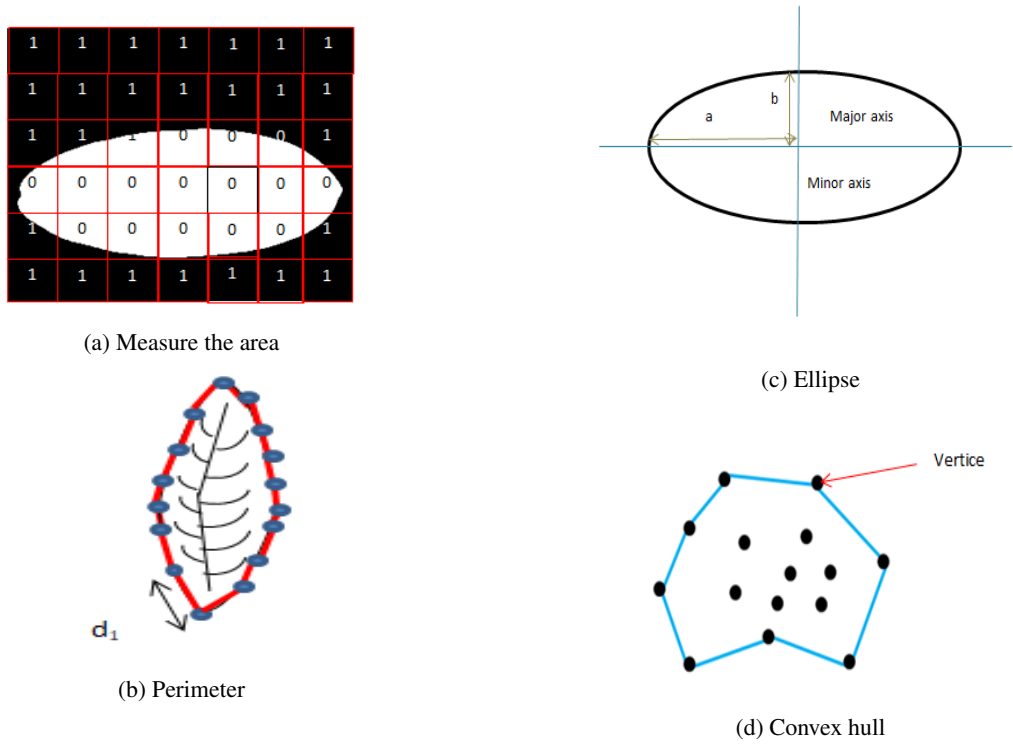 1 1 1 1 1 1 1
1 1 1 1 1 1 1
1 1 1 0 0 0 1
0 0 0 0 0 0 0
1 0 0 0 0 0 1
1 1 1 1 1 1 1
(a) Measure the area
d₁
(b) Perimeter
b
a
Major axis
Minor axis
(c) Ellipse
Vertice
(d) Convex hull